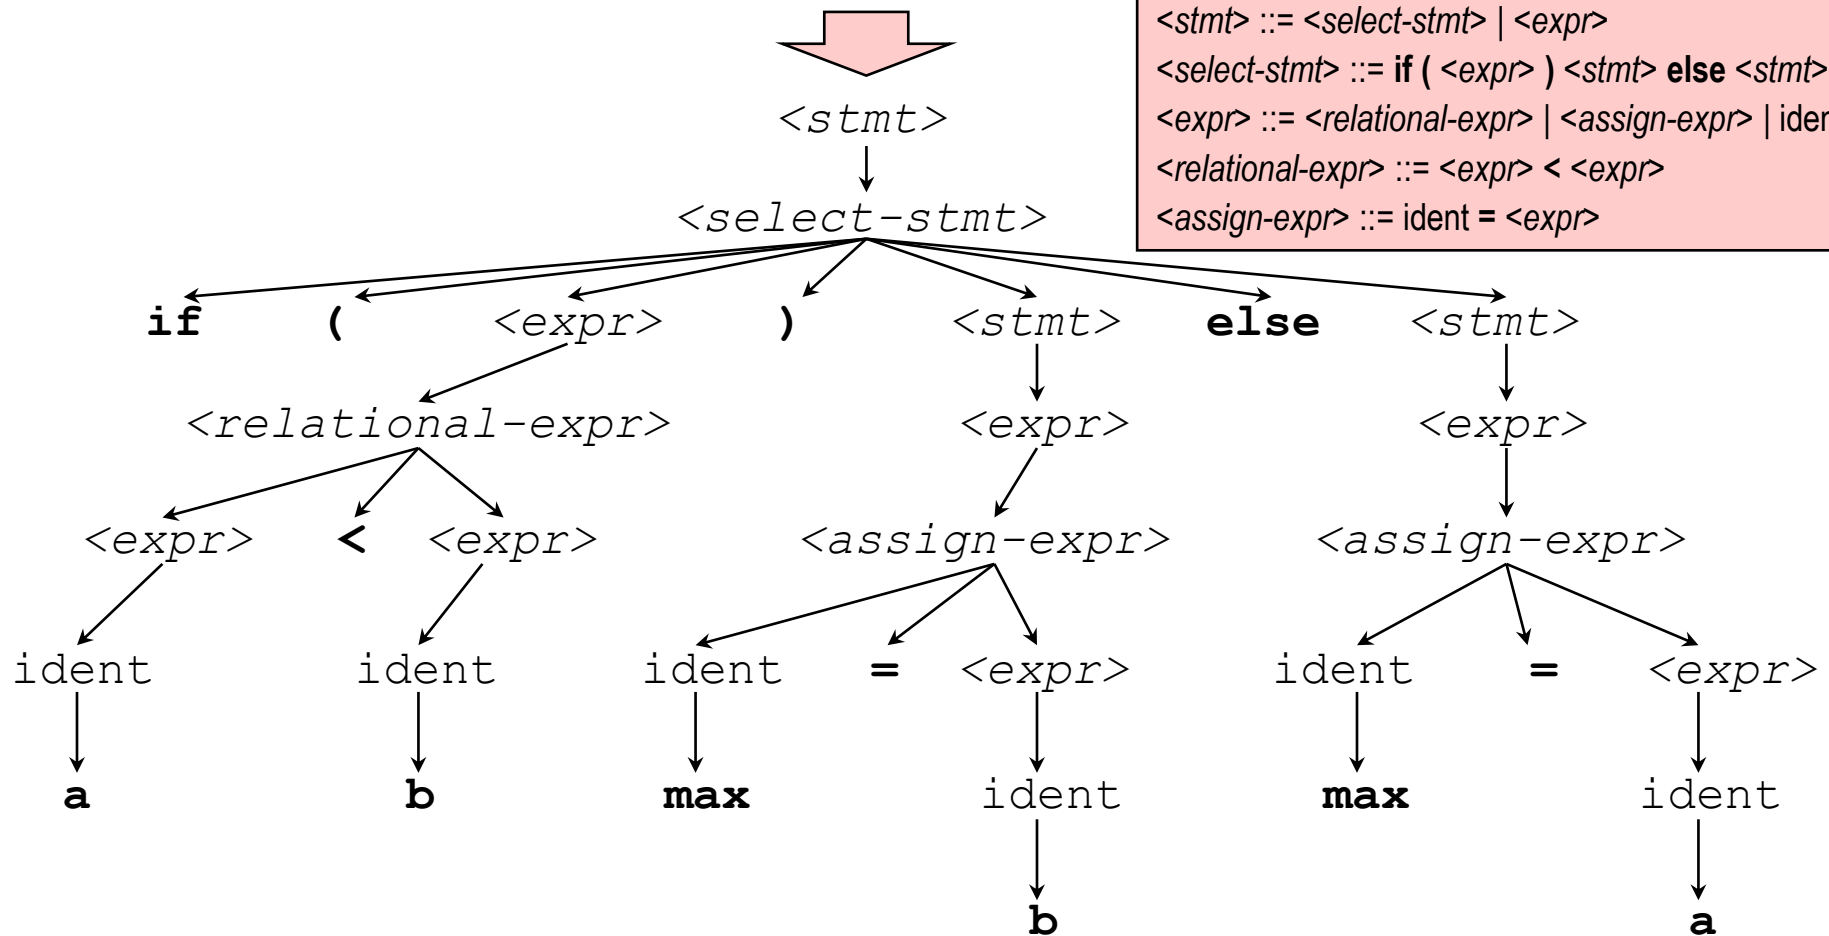 <stmt> ::= <select-stmt> | <expr>
<select-stmt> ::= if ( <expr> ) <stmt> else <stmt>
<expr> ::= <relational-expr> | <assign-expr> |
<relational-expr> ::= <expr> < <expr>
<assign-expr> ::= ident = <expr>
<stmt>
<select-stmt>
if ( <expr> ) <stmt> else <stmt>
<relational-expr> <expr> <expr>
<expr> < <expr> <assign-expr> <assign-expr>
ident ident ident = <expr> ident = <expr>
a b max ident max ident
b a